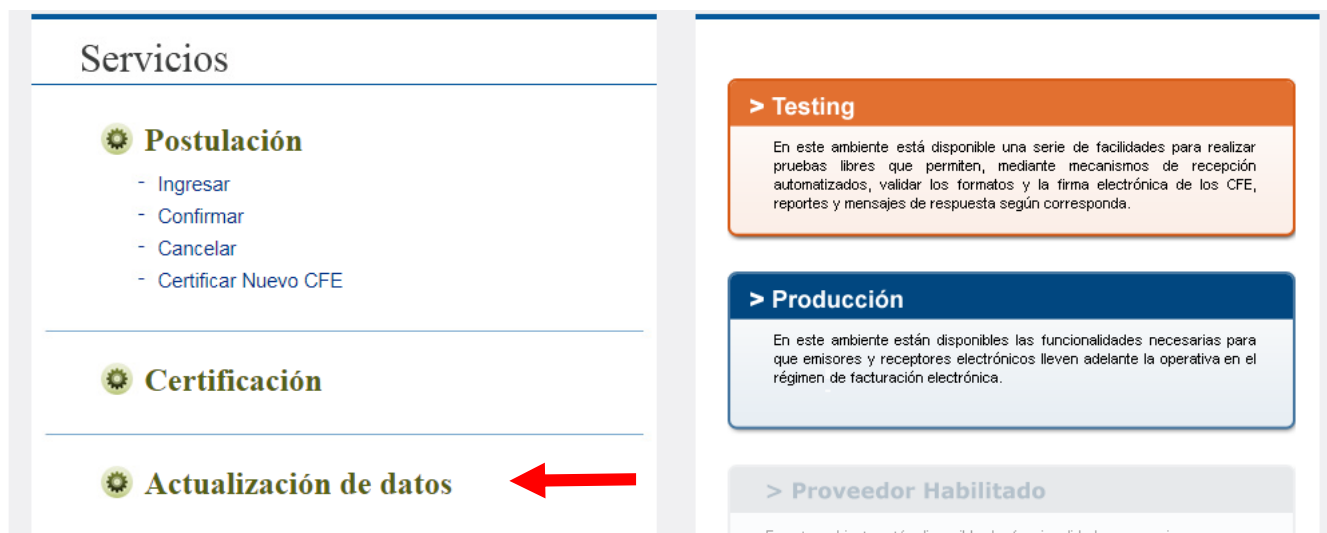 Servicios
Postulación
- Ingresar
- Confirmar
- Cancelar
- Certificar Nuevo CFE
Certificación
Actualización de datos
> Testing
En este ambiente está disponible una serie de facilidades para realizar
pruebas libres que permiten, mediante mecanismos de recepción
automatizados, validar los formatos y la firma electrónica de los CFE,
reportes y mensajes de respuesta según corresponda.
> Producción
En este ambiente están disponibles las funcionalidades necesarias para
que emisores y receptores electrónicos lleven adelante la operativa en el
régimen de facturación electrónica.
> Proveedor Habilitado